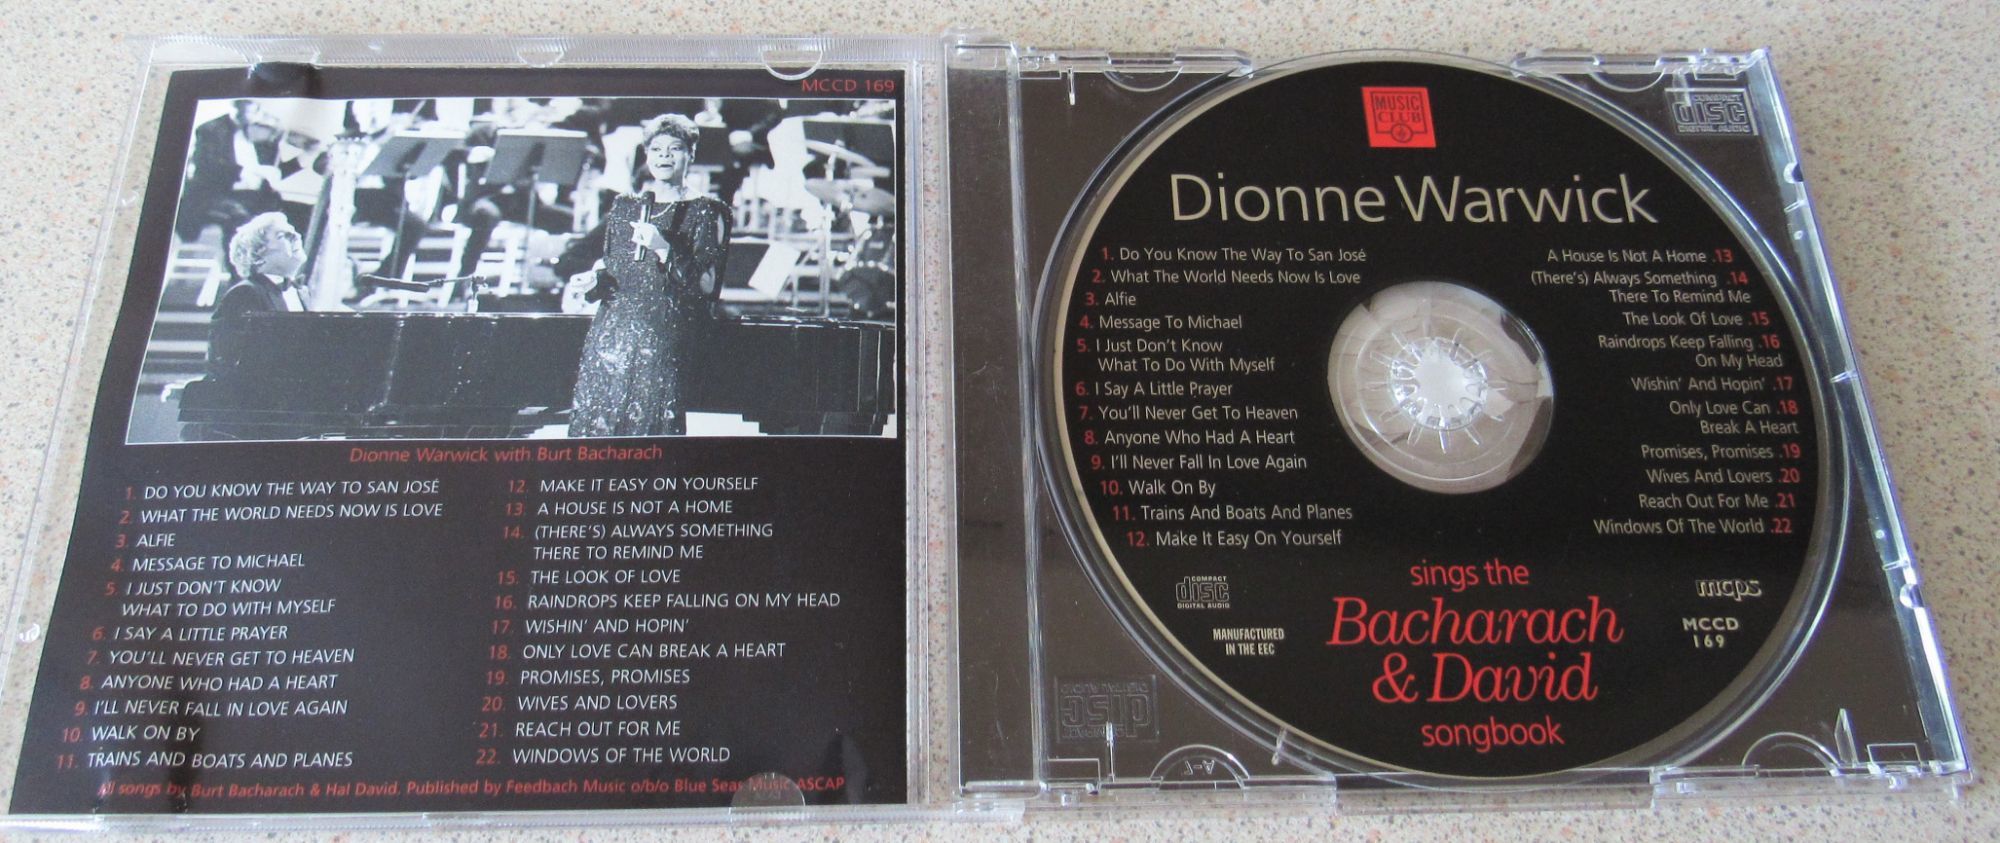 MCCD 169
Dionne Warwick with Burt Bacharach
1. DO YOU KNOW THE WAY TO SAN JOSÉ
2. WHAT THE WORLD NEEDS NOW IS LOVE
3. ALFIE
4. MESSAGE TO MICHAEL
5. I JUST DON'T KNOW
WHAT TO DO WITH MYSELF
6. I SAY A LITTLE PRAYER
7. YOU'LL NEVER GET TO HEAVEN
8. ANYONE WHO HAD A HEART
9. I'LL NEVER FALL IN LOVE AGAIN
10. WALK ON BY
11. TRAINS AND BOATS AND PLANES
12. MAKE IT EASY ON YOURSELF
13. A HOUSE IS NOT A HOME
14. (THERE'S) ALWAYS SOMETHING
THERE TO REMIND ME
15. THE LOOK OF LOVE
16. RAINDROPS KEEP FALLING ON MY HEAD
17. WISHIN' AND HOPIN'
18. ONLY LOVE CAN BREAK A HEART
19. PROMISES, PROMISES
20. WIVES AND LOVERS
21. REACH OUT FOR ME
22. WINDOWS OF THE WORLD
All songs by Burt Bacharach & Hal David. Published by Feedbach Music o/b/o Blue Seas Music ASCAP
MUSIC
CLUB
Dionne Warwick
1. Do You Know The Way To San José
2. What The World Needs Now Is Love
3. Alfie
4. Message To Michael
5. I Just Don't Know
What To Do With Myself
6. I Say A Little Prayer
7. You'll Never Get To Heaven
8. Anyone Who Had A Heart
9. I'll Never Fall In Love Again
10. Walk On By
11. Trains And Boats And Planes
12. Make It Easy On Yourself
A House Is Not A Home .13
(There's) Always Something .14
There To Remind Me
The Look Of Love .15
Raindrops Keep Falling .16
On My Head
Wishin' And Hopin' .17
Only Love Can .18
Break A Heart
Promises, Promises .19
Wives And Lovers .20
Reach Out For Me .21
Windows Of The World .22
sings the
Bacharach
& David
songbook
COMPACT
disc
DIGITAL AUDIO
MANUFACTURED
IN THE EEC
mcps
MCCD
169
COMPACT
disc
DIGITAL AUDIO
COMPACT
disc
DIGITAL AUDIO
A-7